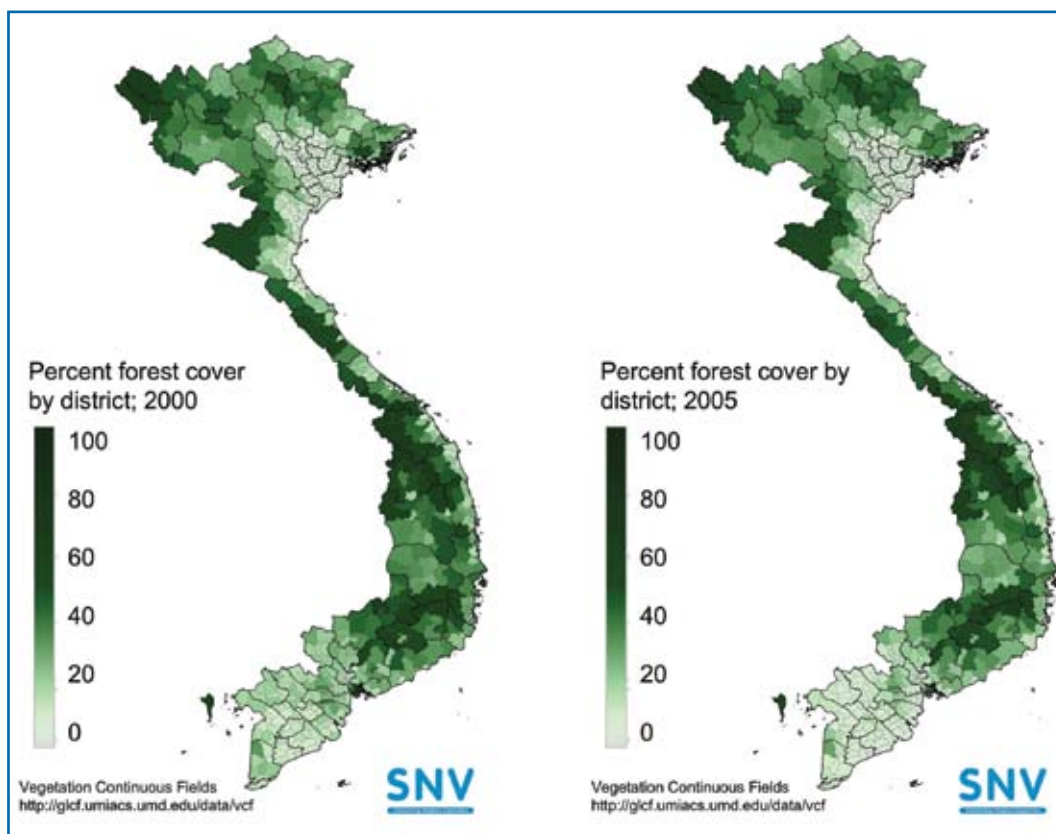 Percent forest cover
by district; 2000
100
80
60
40
20
0
Vegetation Continuous Fields
http://glcf.umiacs.umd.edu/data/vcf
SNV
Percent forest cover by
district; 2005
100
80
60
40
20
0
Vegetation Continuous Fields
http://glcf.umiacs.umd.edu/data/vcf
SNV